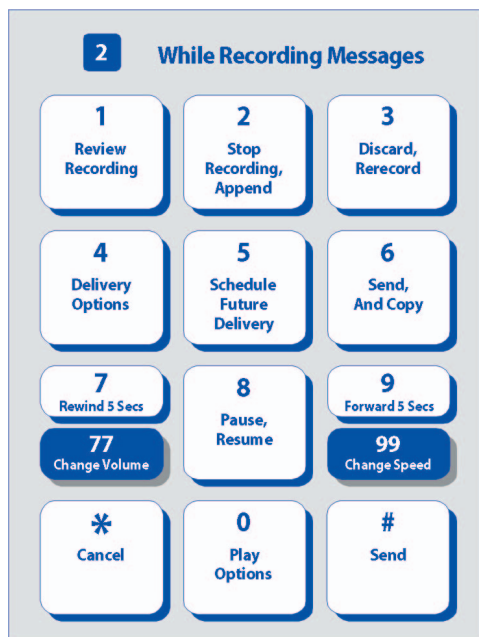 2 While Recording Messages
1
Review
Recording
2
Stop
Recording,
Append
3
Discard,
Rerecord
4
Delivery
Options
5
Schedule
Future
Delivery
6
Send,
And Copy
7
Rewind 5 Secs
77
Change Volume
8
Pause,
Resume
9
Forward 5 Secs
99
Change Speed
*
Cancel
0
Play
Options
#
Send